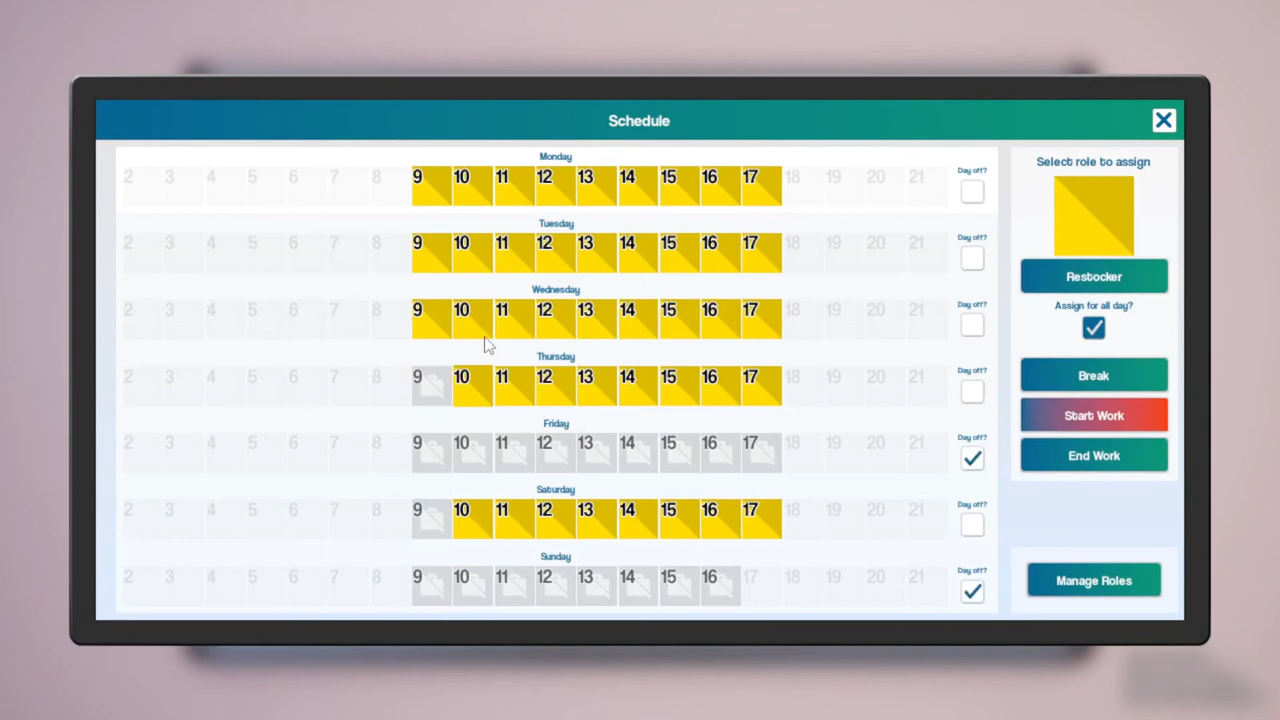 Schedule
Monday
2 3 4 5 6 7 8 9 10 11 12 13 14 15 16 17 18 19 20 21
Day off?
Tuesday
2 3 4 5 6 7 8 9 10 11 12 13 14 15 16 17 18 19 20 21
Day off?
Wednesday
2 3 4 5 6 7 8 9 10 11 12 13 14 15 16 17 18 19 20 21
Day off?
Thursday
2 3 4 5 6 7 8 9 10 11 12 13 14 15 16 17 18 19 20 21
Day off?
Friday
2 3 4 5 6 7 8 9 10 11 12 13 14 15 16 17 18 19 20 21
Day off?
Saturday
2 3 4 5 6 7 8 9 10 11 12 13 14 15 16 17 18 19 20 21
Day off?
Sunday
2 3 4 5 6 7 8 9 10 11 12 13 14 15 16 17 18 19 20 21
Day off?
Select role to assign
Restocker
Assign for all day?
Break
Start Work
End Work
Manage Roles